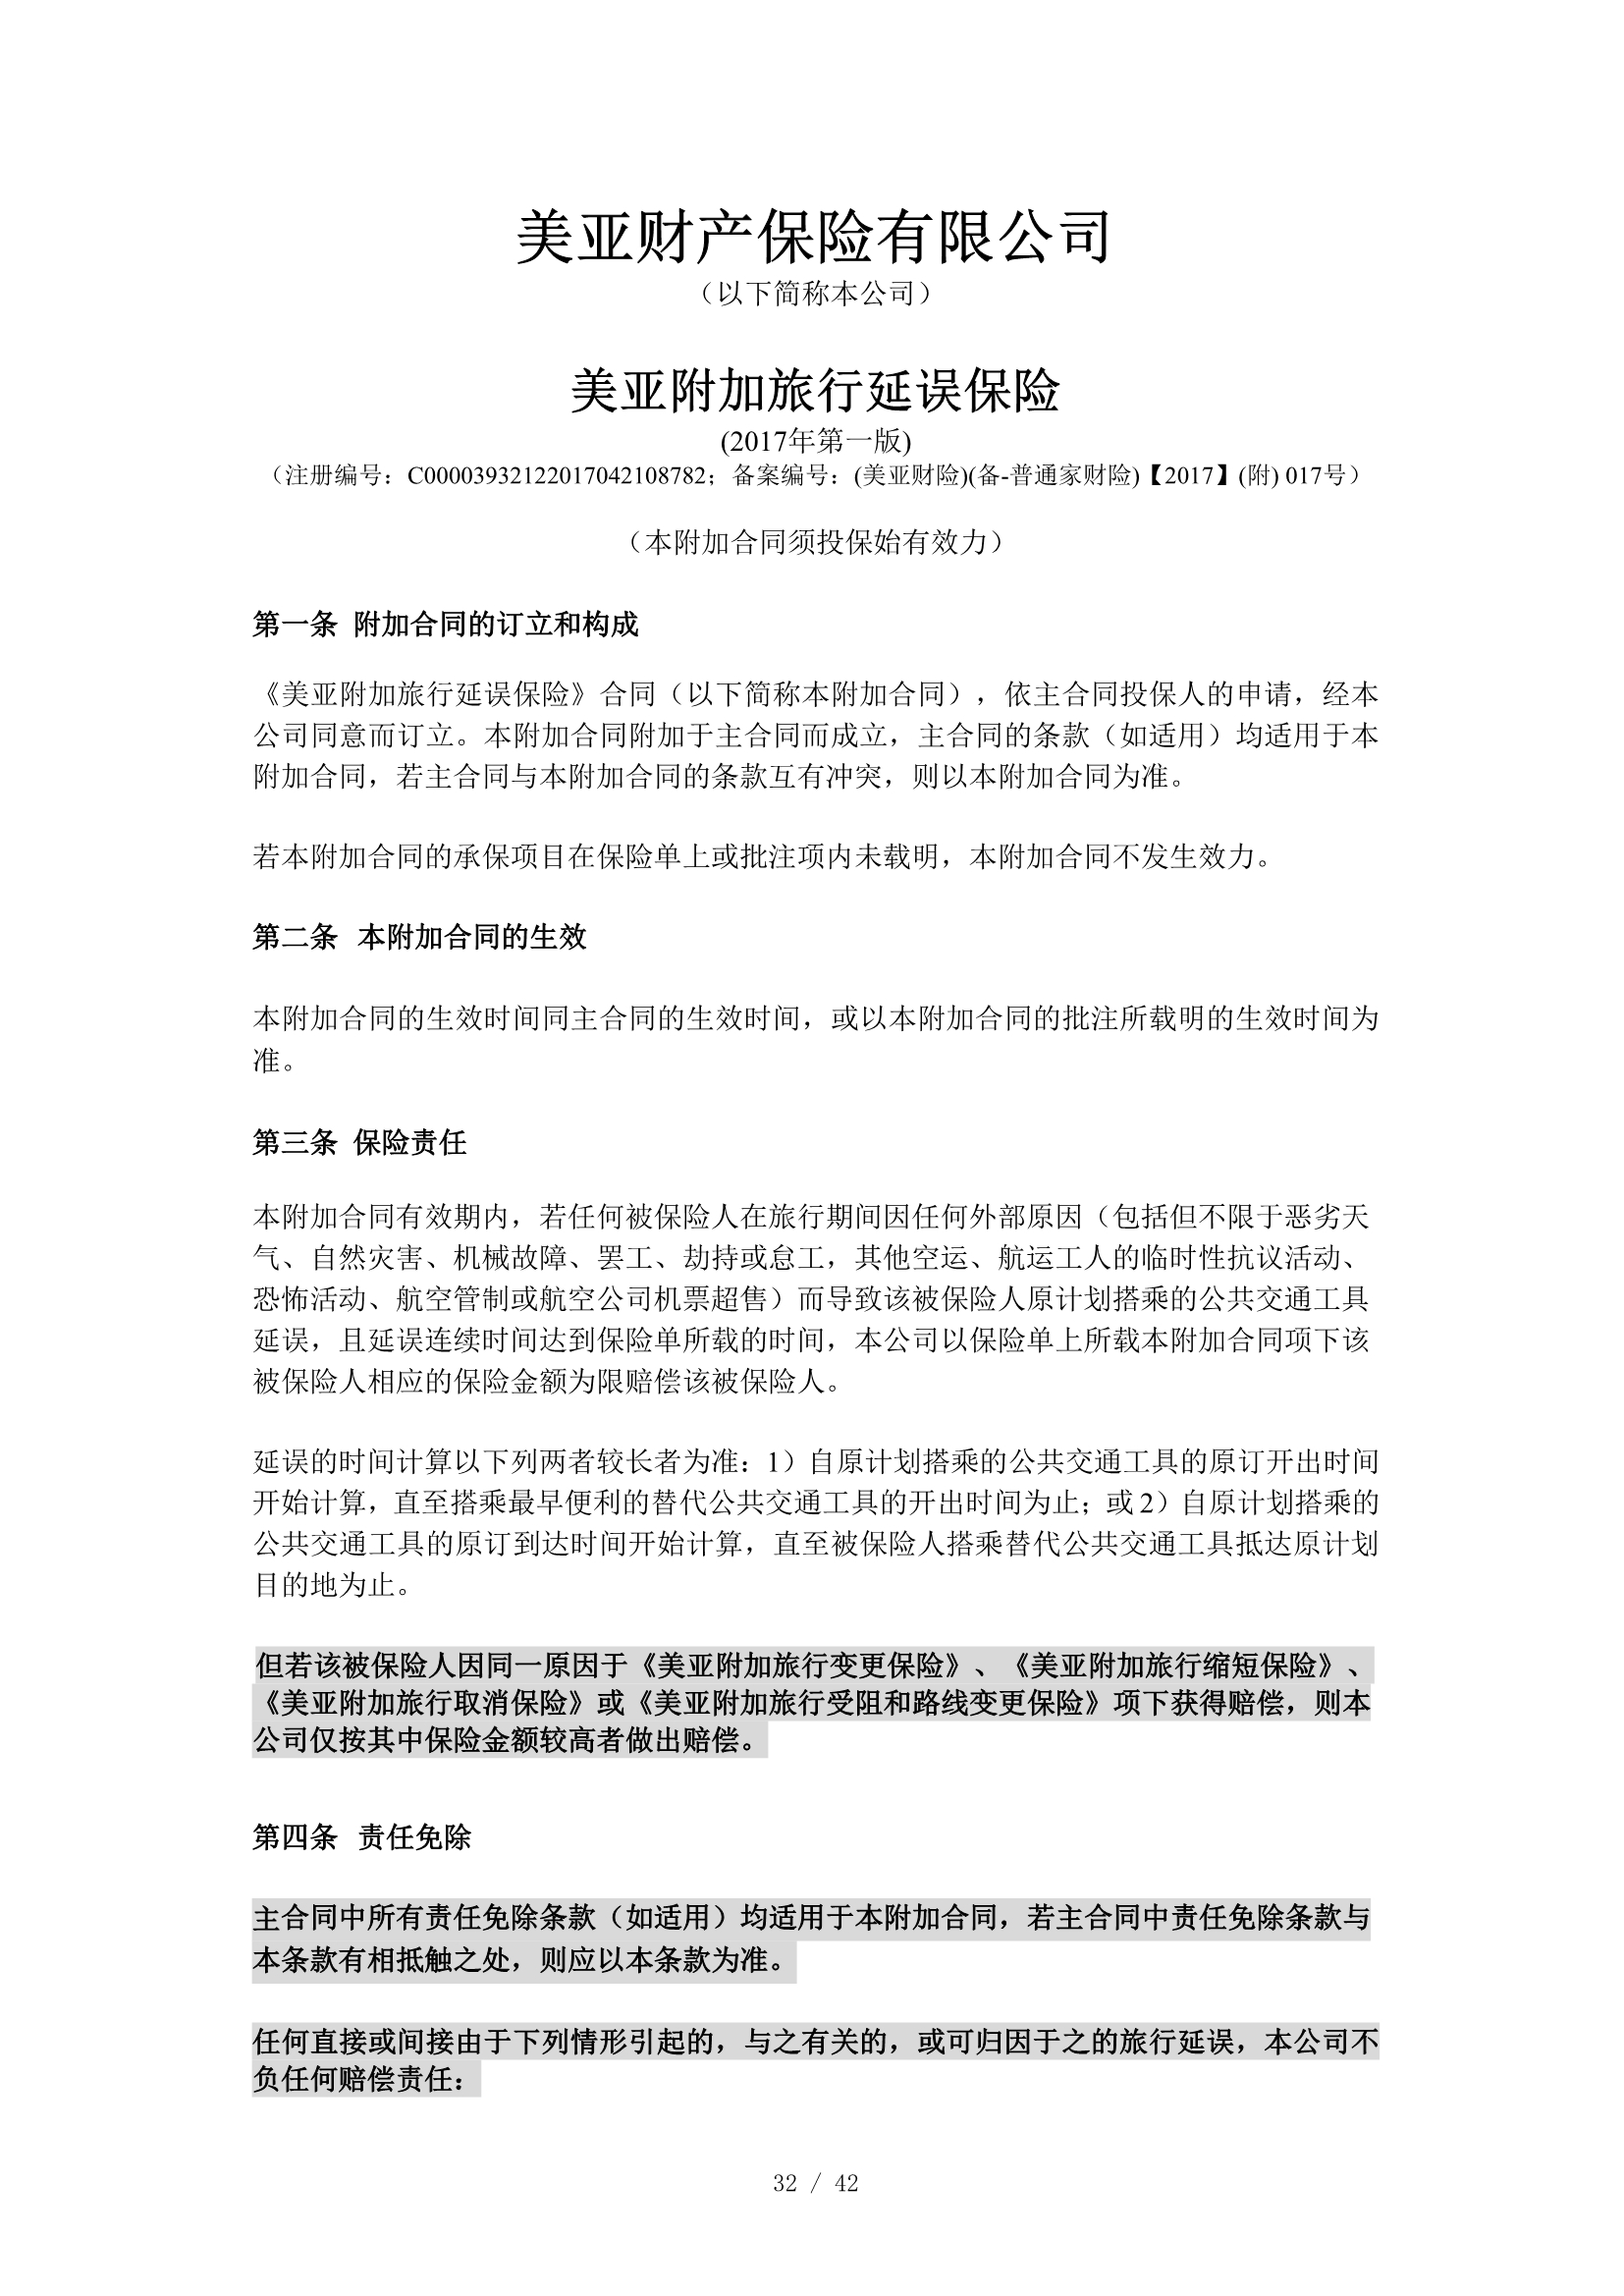 美亚财产保险有限公司
（以下简称本公司）
美亚附加旅行延误保险
(2017年第一版)
（注册编号：C00003932122017042108782；备案编号：(美亚财险)(备-普通家财险)【2017】(附) 017号）
（本附加合同须投保始有效力）
第一条 附加合同的订立和构成
《美亚附加旅行延误保险》合同（以下简称本附加合同），依主合同投保人的申请，经本
公司同意而订立。本附加合同附加于主合同而成立，主合同的条款（如适用）均适用于本
附加合同，若主合同与本附加合同的条款互有冲突，则以本附加合同为准。
若本附加合同的承保项目在保险单上或批注项内未载明，本附加合同不发生效力。
第二条 本附加合同的生效
本附加合同的生效时间同主合同的生效时间，或以本附加合同的批注所载明的生效时间为
准。
第三条 保险责任
本附加合同有效期内，若任何被保险人在旅行期间因任何外部原因（包括但不限于恶劣天
气、自然灾害、机械故障、罢工、劫持或怠工，其他空运、航运工人的临时性抗议活动、
恐怖活动、航空管制或航空公司机票超售）而导致该被保险人原计划搭乘的公共交通工具
延误，且延误连续时间达到保险单所载的时间，本公司以保险单上所载本附加合同项下该
被保险人相应的保险金额为限赔偿该被保险人。
延误的时间计算以下列两者较长者为准：1）自原计划搭乘的公共交通工具的原订开出时间
开始计算，直至搭乘最早便利的替代公共交通工具的开出时间为止；或 2）自原计划搭乘的
公共交通工具的原订到达时间开始计算，直至被保险人搭乘替代公共交通工具抵达原计划
目的地为止。
但若该被保险人因同一原因于《美亚附加旅行变更保险》、《美亚附加旅行缩短保险》、
《美亚附加旅行取消保险》或《美亚附加旅行受阻和路线变更保险》项下获得赔偿，则本
公司仅按其中保险金额较高者做出赔偿。
第四条 责任免除
主合同中所有责任免除条款（如适用）均适用于本附加合同，若主合同中责任免除条款与
本条款有相抵触之处，则应以本条款为准。
任何直接或间接由于下列情形引起的，与之有关的，或可归因于之的旅行延误，本公司不
负任何赔偿责任：
32 / 42